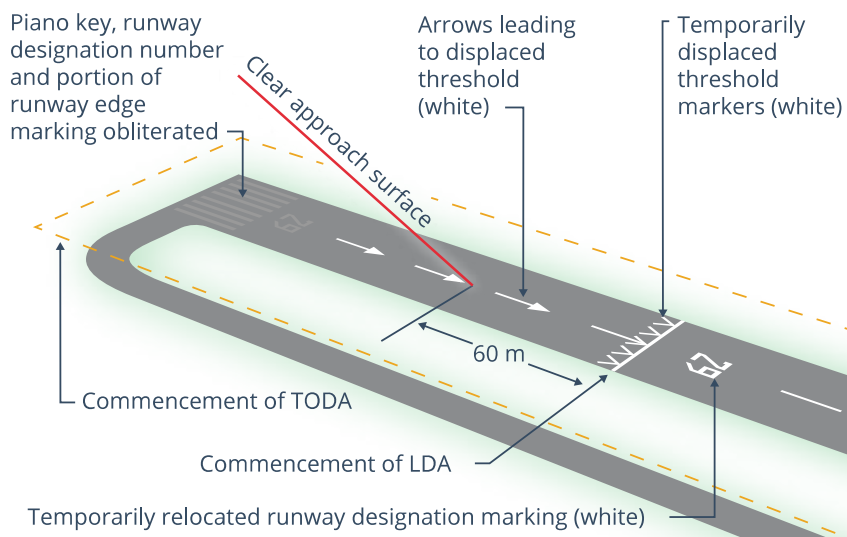 Piano key, runway
designation number
and portion of
runway edge
marking obliterated
Clear approach surface
Arrows leading
to displaced
threshold
(white)
Temporarily
displaced
threshold
markers (white)
29
60 m
29
Commencement of TODA
Commencement of LDA
Temporarily relocated runway designation marking (white)